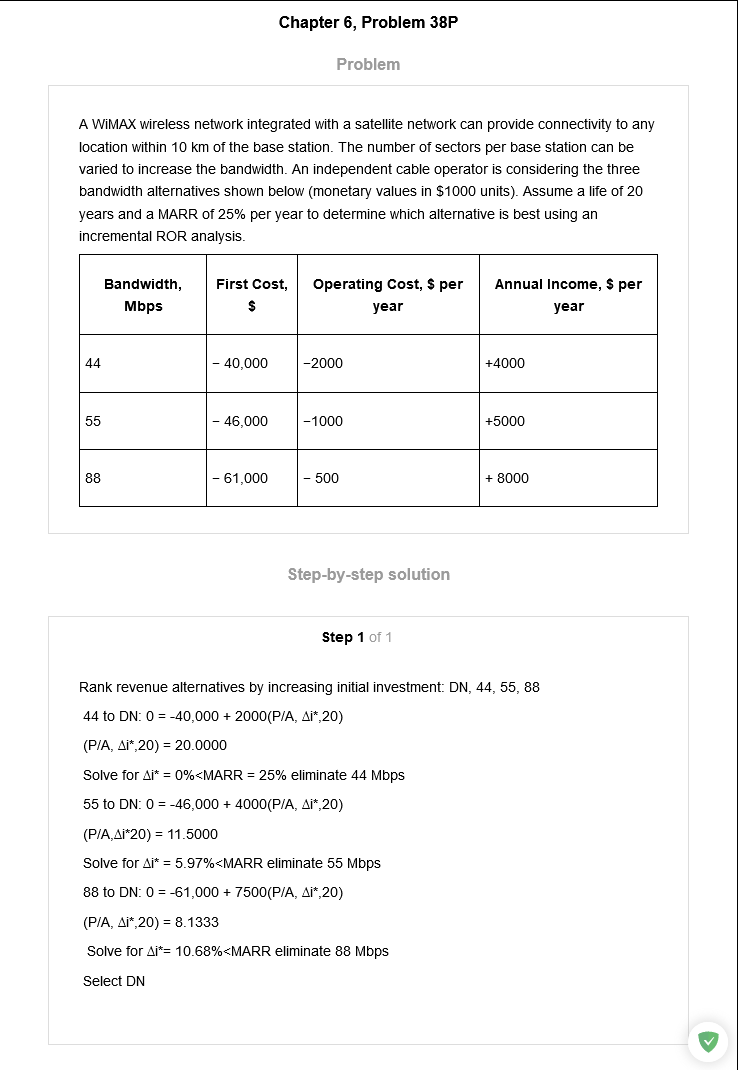 Chapter 6, Problem 38P
Problem
A WiMAX wireless network integrated with a satellite network can provide connectivity to any
location within 10 km of the base station. The number of sectors per base station can be
varied to increase the bandwidth. An independent cable operator is considering the three
bandwidth alternatives shown below (monetary values in $1000 units). Assume a life of 20
years and a MARR of 25% per year to determine which alternative is best using an
incremental ROR analysis.
Bandwidth, First Cost, Operating Cost, $ per Annual Income, $ per
Mbps $ year year
44 − 40,000 −2000 +4000
55 − 46,000 −1000 +5000
88 − 61,000 − 500 + 8000
Step-by-step solution
Step 1 of 1
Rank revenue alternatives by increasing initial investment: DN, 44, 55, 88
44 to DN: 0 = -40,000 + 2000(P/A, Δi*,20)
(P/A, Δi*,20) = 20.0000
Solve for Δi* = 0%<MARR = 25% eliminate 44 Mbps
55 to DN: 0 = -46,000 + 4000(P/A, Δi*,20)
(P/A,Δi*20) = 11.5000
Solve for Δi* = 5.97%<MARR eliminate 55 Mbps
88 to DN: 0 = -61,000 + 7500(P/A, Δi*,20)
(P/A, Δi*,20) = 8.1333
Solve for Δi*= 10.68%<MARR eliminate 88 Mbps
Select DN